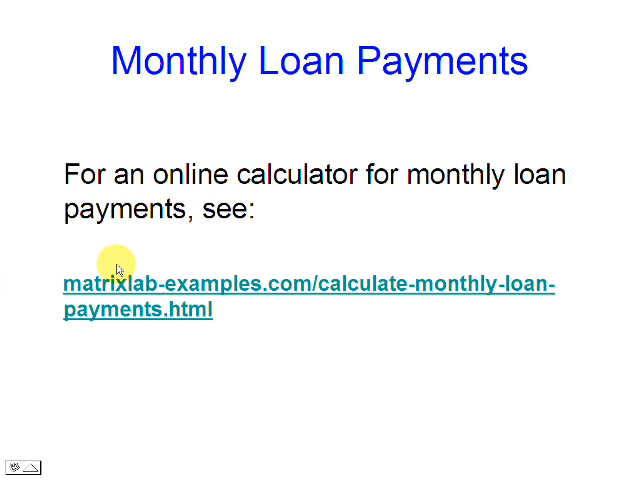 Monthly Loan Payments
For an online calculator for monthly loan
payments, see:
matrixlab-examples.com/calculate-monthly-loan-
payments.html